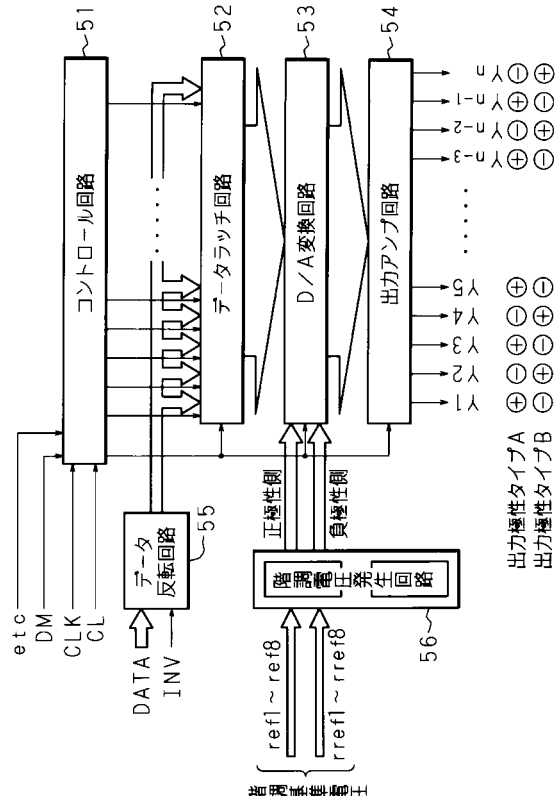 etc
DM
CLK
CL
コントロール回路
51
DATA
INV
データ
反転回路
55
・・・・・
データラッチ回路
52
階調基準電圧
ref1~ref8
rref1~rref8
階調電圧発生回路
56
正極性側
負極性側
D/A変換回路
53
出力アンプ回路
54
Y1 Y2 Y3 Y4 Y5 ・・・・・・ Yn-3 Yn-2 Yn-1 Yn
出力極性タイプA ⊕ ⊖ ⊕ ⊖ ⊕ ⊕ ⊖ ⊕ ⊖
出力極性タイプB ⊖ ⊕ ⊖ ⊕ ⊖ ⊖ ⊕ ⊖ ⊕